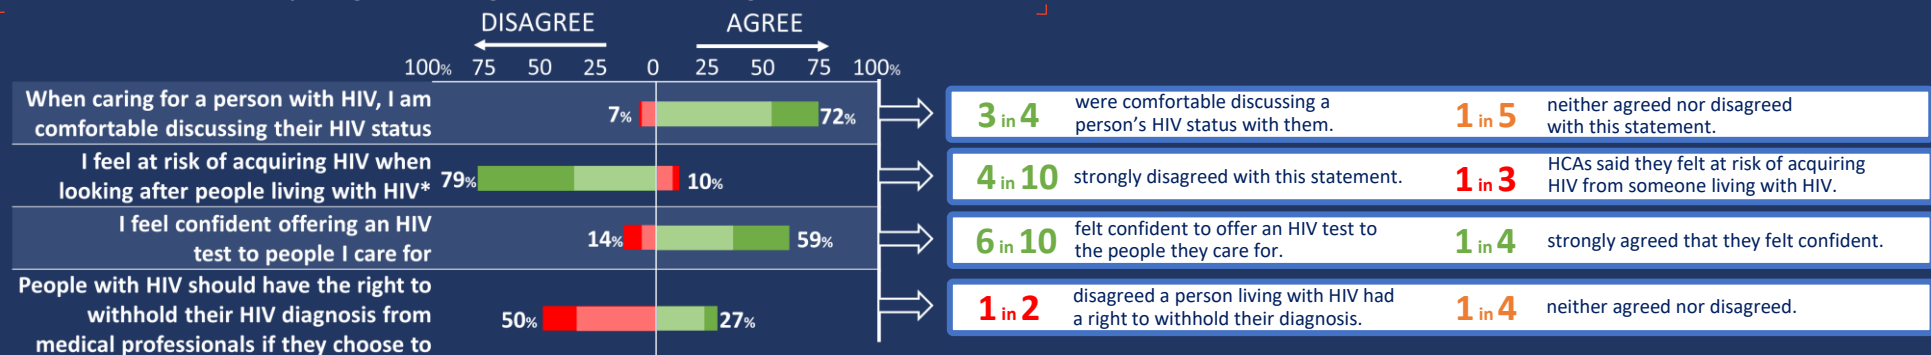 DISAGREE AGREE
100% 75 50 25 0 25 50 75 100%
When caring for a person with HIV, I am
comfortable discussing their HIV status
7% 72%
3 in 4 were comfortable discussing a
person's HIV status with them.
1 in 5 neither agreed nor disagreed
with this statement.
I feel at risk of acquiring HIV when
looking after people living with HIV*
79% 10%
4 in 10 strongly disagreed with this statement.
1 in 3 HCAs said they felt at risk of acquiring
HIV from someone living with HIV.
I feel confident offering an HIV
test to people I care for
14% 59%
6 in 10 felt confident to offer an HIV test to
the people they care for.
1 in 4 strongly agreed that they felt confident.
People with HIV should have the right to
withhold their HIV diagnosis from
medical professionals if they choose to
50% 27%
1 in 2 disagreed a person living with HIV had
a right to withhold their diagnosis.
1 in 4 neither agreed nor disagreed.